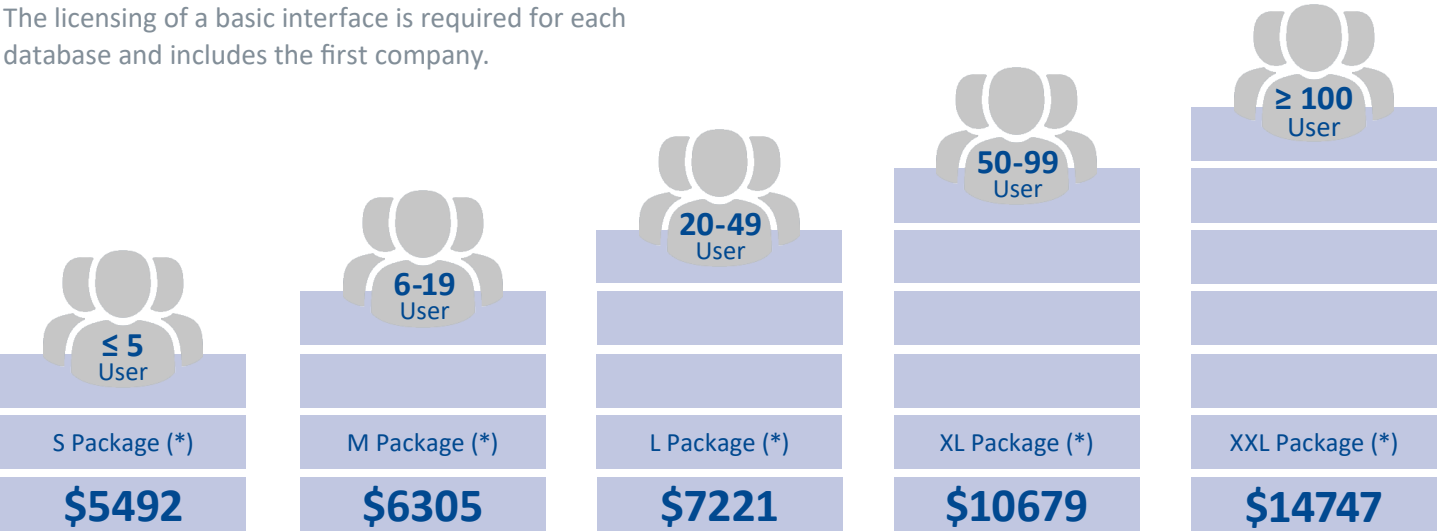 The licensing of a basic interface is required for each
database and includes the first company.
≤ 5
User
S Package (*)
$5492
6-19
User
M Package (*)
$6305
20-49
User
L Package (*)
$7221
50-99
User
XL Package (*)
$10679
≥ 100
User
XXL Package (*)
$14747